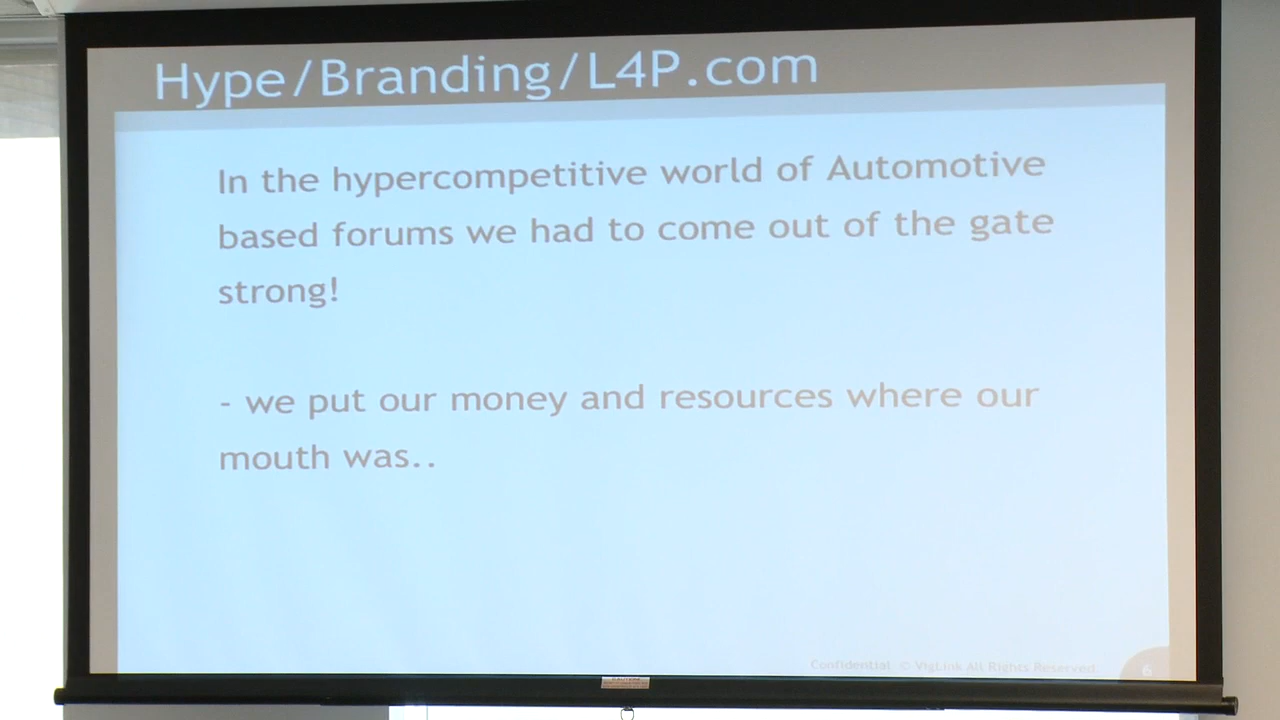 Hype/Branding/L4P.com
In the hypercompetitive world of Automotive
based forums we had to come out of the gate
strong!
- we put our money and resources where our
mouth was..
Confidential © VigLink All Rights Reserved.
6